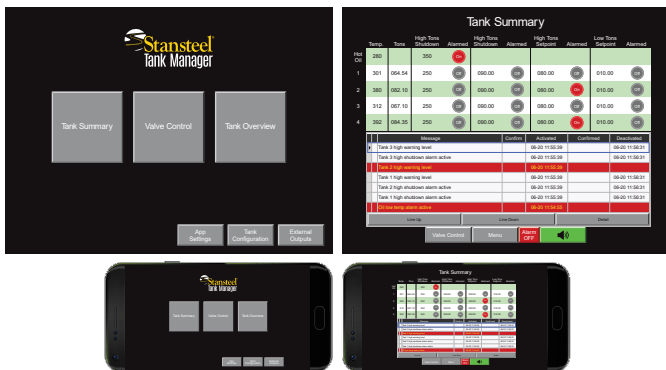 Stansteel
Tank Manager
Tank Summary Valve Control Tank Overview
App Settings
Tank Configuration
External Outputs
Tank Summary
Temp. Tons High Tons Shutdown Alarmed High Tons Shutdown Alarmed High Tons Setpoint Alarmed Low Tons Setpoint Alarmed
Hot Oil 280 350 On
1 301 064.54 250 Off 090.00 Off 080.00 Off 010.00 Off
2 380 082.10 250 Off 090.00 Off 080.00 On 010.00 Off
3 312 067.10 250 Off 090.00 Off 080.00 Off 010.00 Off
4 392 084.35 250 Off 090.00 Off 080.00 On 010.00 Off
Message Confirm Activated Confirmed Deactivated
Tank 3 high warning level 06-20 11:55:39 06-20 11:56:31
Tank 3 high shutdown alarm active 06-20 11:55:39 06-20 11:56:31
Tank 2 high warning level 06-20 11:55:39
Tank 1 high warning level 06-20 11:55:39 06-20 11:56:31
Tank 2 high shutdown alarm active 06-20 11:55:39 06-20 11:56:31
Tank 1 high shutdown alarm active 06-20 11:55:39 06-20 11:56:31
Oil low temp alarm active 06-20 11:54:55
Line Up Line Down Detail
Valve Control Menu Alarm OFF
Stansteel
Tank Manager
Tank Summary Valve Control Tank Overview
Tank Summary